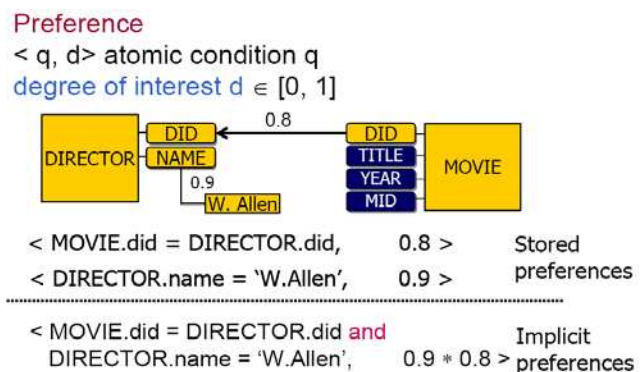 Preference
< q, d> atomic condition q
degree of interest d ∈ [0, 1]
0.8
DID
DID
DIRECTOR
NAME
TITLE
MOVIE
YEAR
0.9
W. Allen
MID
< MOVIE.did = DIRECTOR.did, 0.8 >
Stored
< DIRECTOR.name = 'W.Allen', 0.9 >
preferences
< MOVIE.did = DIRECTOR.did and
Implicit
DIRECTOR.name = 'W.Allen', 0.9 * 0.8 >
preferences